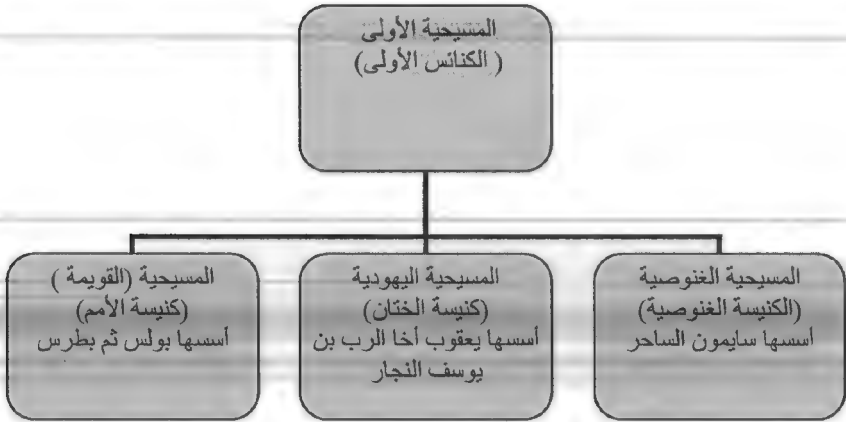 المسيحية الأولى
(الكنائس الأولى)
المسيحية الغنوصية
(الكنيسة الغنوصية)
أسسها سايمون الساحر
المسيحية اليهودية
(كنيسة الختان)
أسسها يعقوب أخا الرب بن
يوسف النجار
المسيحية (القويمة )
(كنيسة الأمم)
أسسها بولس ثم بطرس